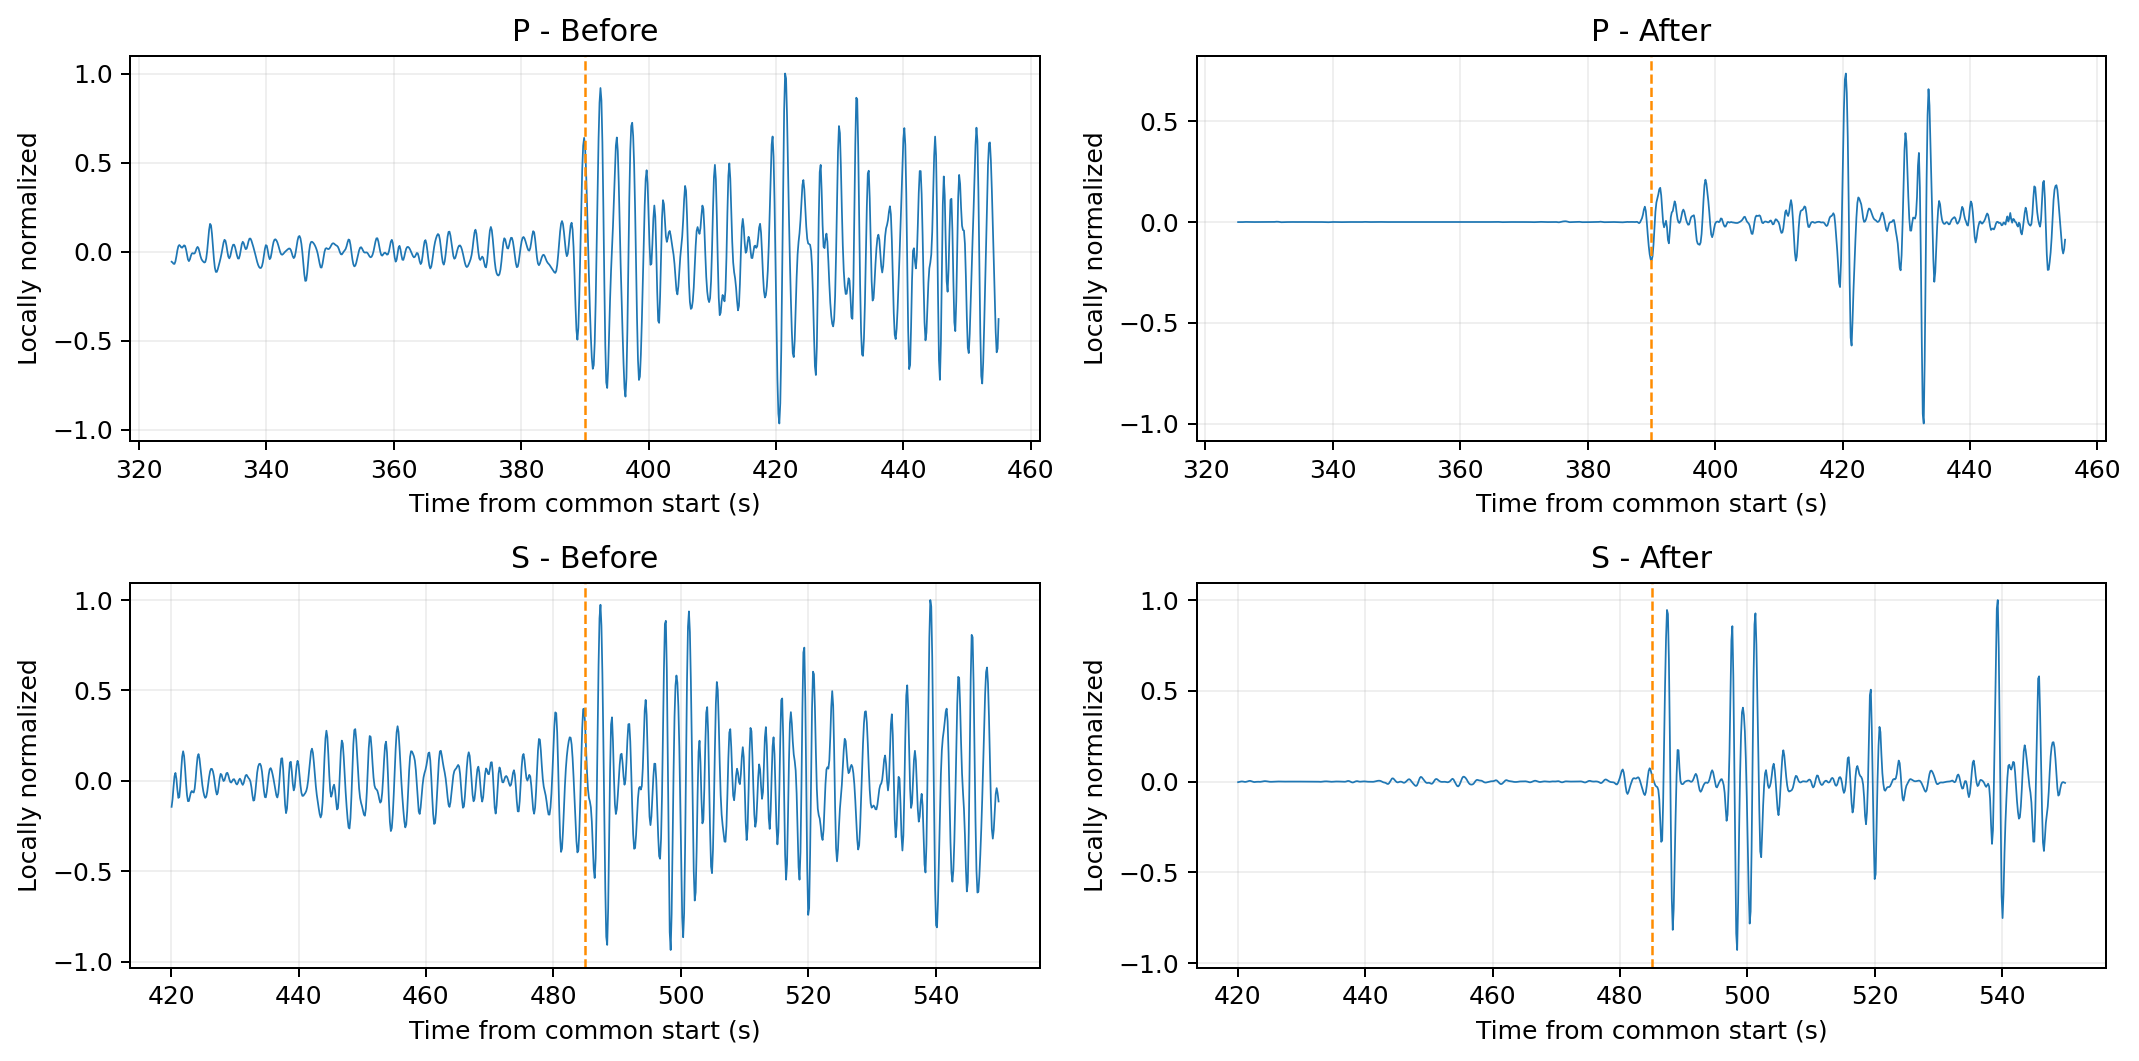 P - Before
1.0
0.5
0.0
−0.5
−1.0
Locally normalized
320 340 360 380 400 420 440 460
Time from common start (s)
P - After
0.5
0.0
−0.5
−1.0
Locally normalized
320 340 360 380 400 420 440 460
Time from common start (s)
S - Before
1.0
0.5
0.0
−0.5
−1.0
Locally normalized
420 440 460 480 500 520 540
Time from common start (s)
S - After
1.0
0.5
0.0
−0.5
−1.0
Locally normalized
420 440 460 480 500 520 540
Time from common start (s)